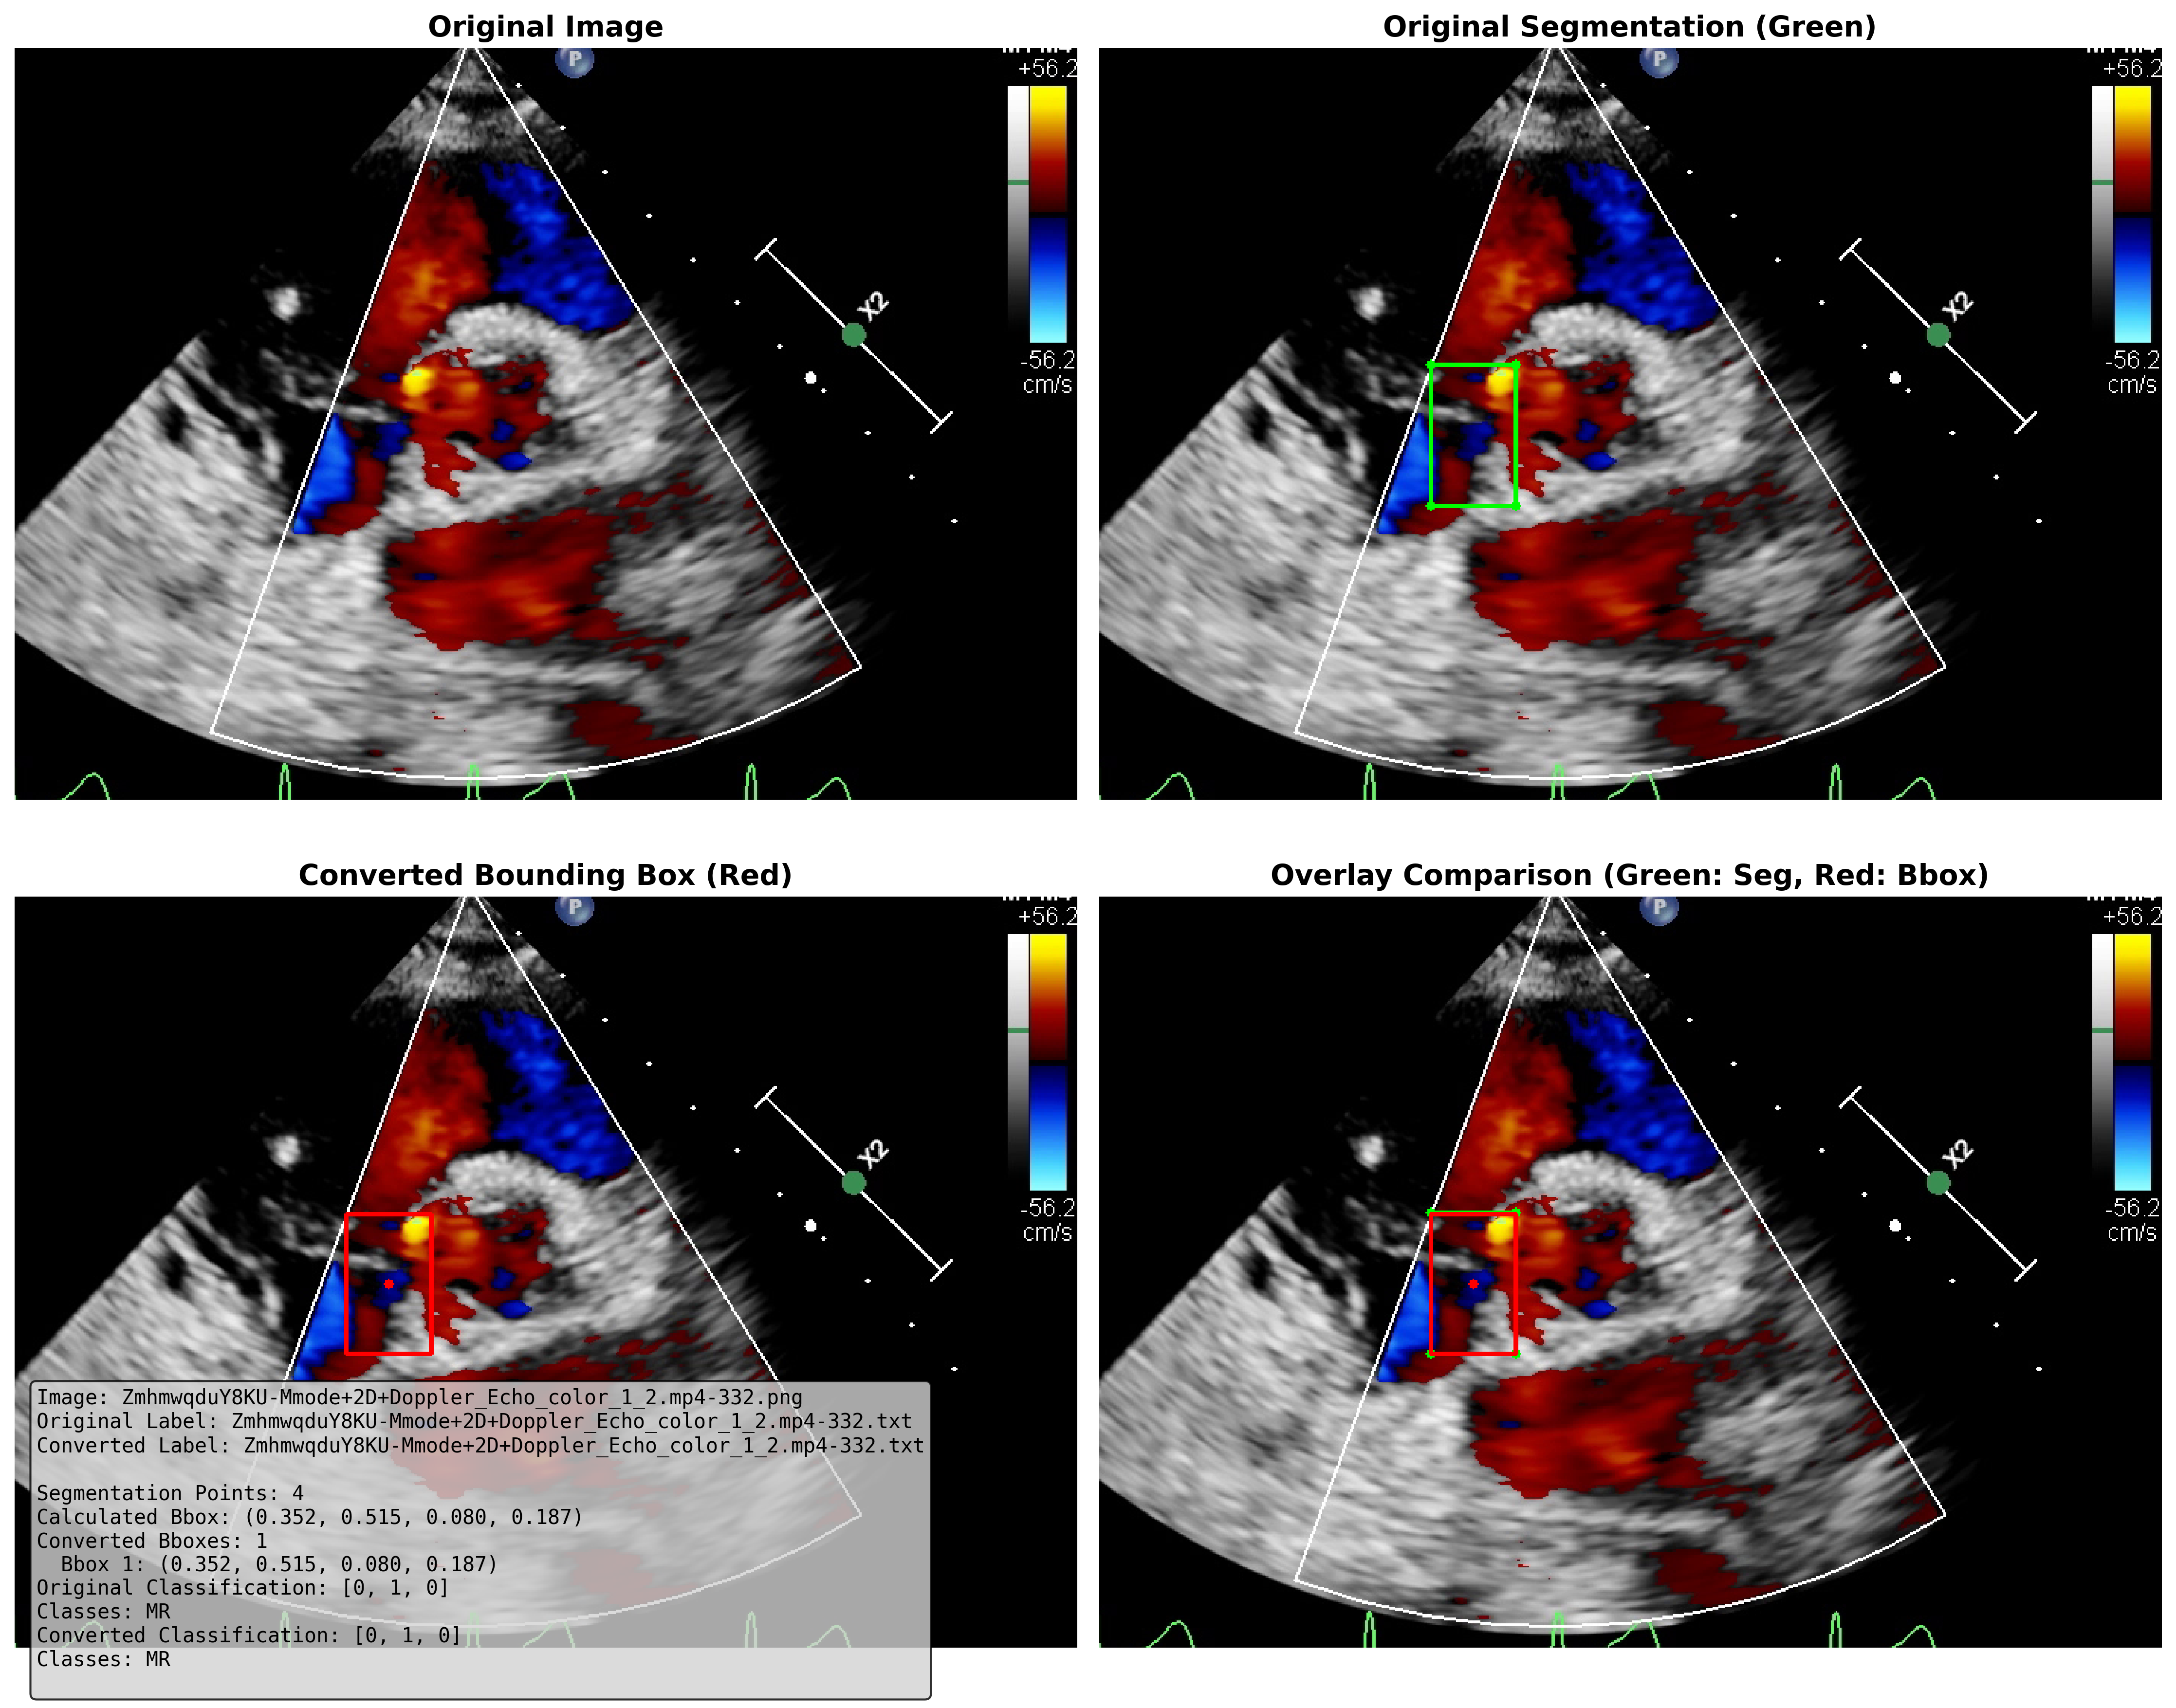 Original Image
P
+56.2
-56.2
cm/s
X2
Original Segmentation (Green)
P
+56.2
-56.2
cm/s
X2
Converted Bounding Box (Red)
P
+56.2
-56.2
cm/s
X2
Image: ZmhmwqduY8KU-Mmode+2D+Doppler_Echo_color_1_2.mp4-332.png
Original Label: ZmhmwqduY8KU-Mmode+2D+Doppler_Echo_color_1_2.mp4-332.txt
Converted Label: ZmhmwqduY8KU-Mmode+2D+Doppler_Echo_color_1_2.mp4-332.txt
Segmentation Points: 4
Calculated Bbox: (0.352, 0.515, 0.080, 0.187)
Converted Bboxes: 1
Bbox 1: (0.352, 0.515, 0.080, 0.187)
Original Classification: [0, 1, 0]
Classes: MR
Converted Classification: [0, 1, 0]
Classes: MR
Overlay Comparison (Green: Seg, Red: Bbox)
P
+56.2
-56.2
cm/s
X2